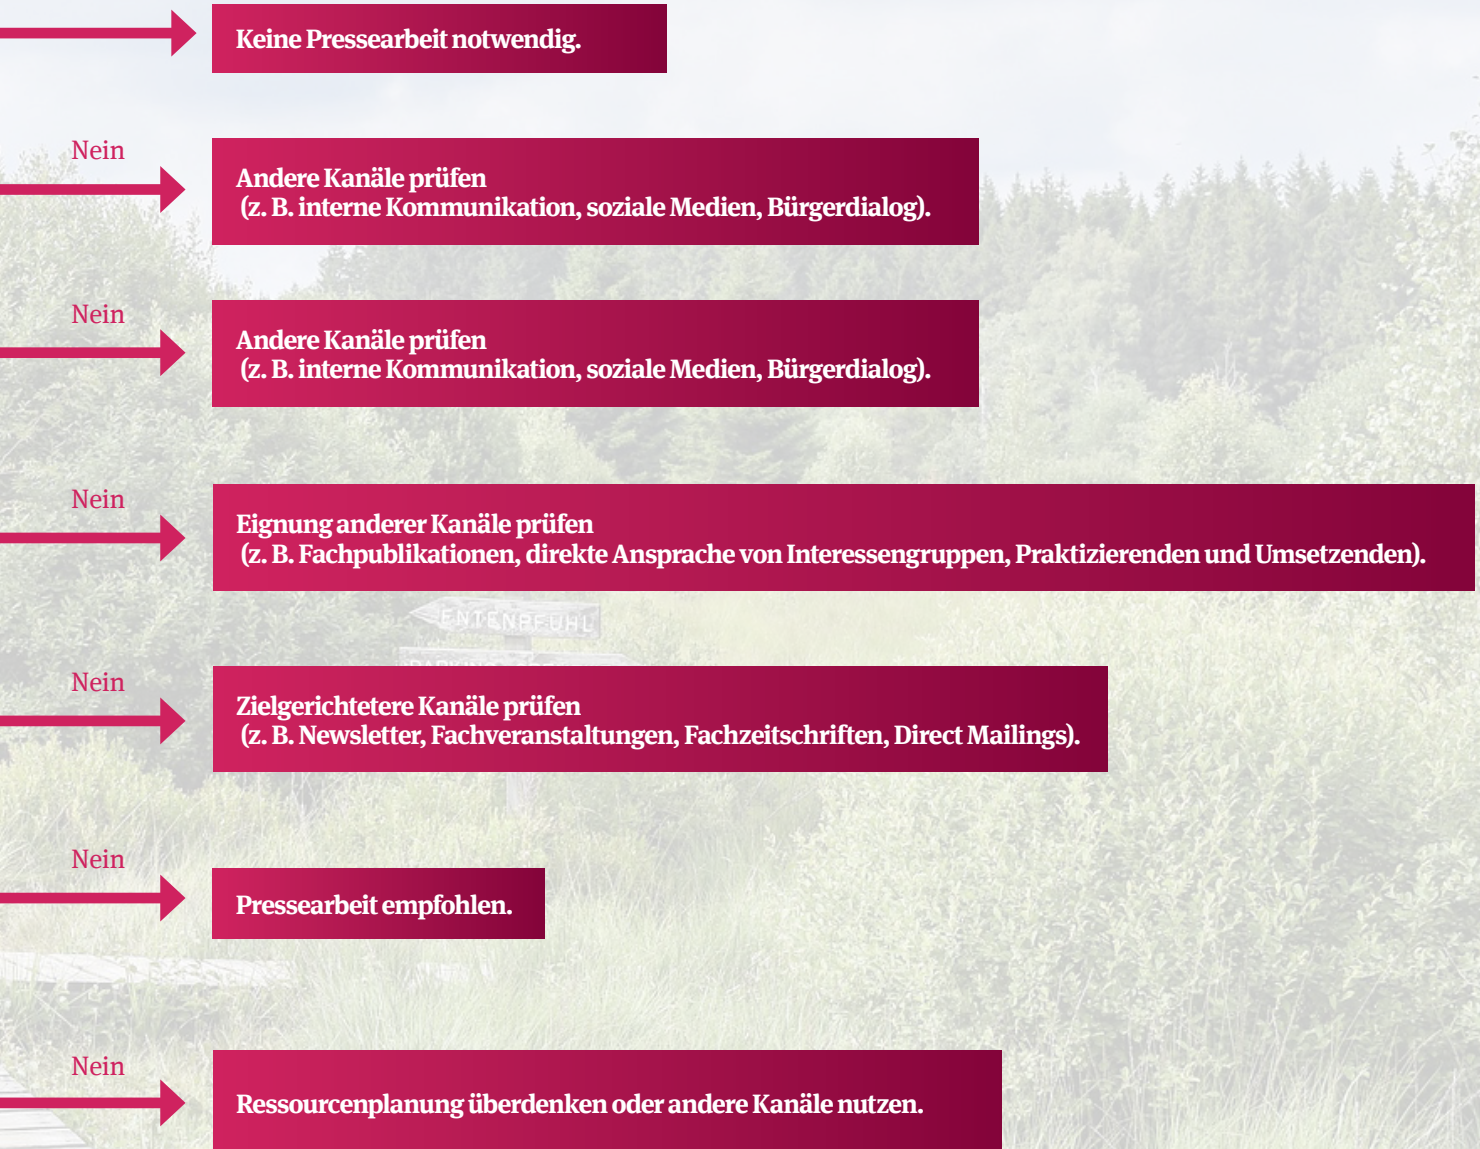 Keine Pressearbeit notwendig.
Nein
Andere Kanäle prüfen
(z. B. interne Kommunikation, soziale Medien, Bürgerdialog).
Nein
Andere Kanäle prüfen
(z. B. interne Kommunikation, soziale Medien, Bürgerdialog).
Nein
Eignung anderer Kanäle prüfen
(z. B. Fachpublikationen, direkte Ansprache von Interessengruppen, Praktizierenden und Umsetzenden).
ENTENPFUHL
Nein
Zielgerichtetere Kanäle prüfen
(z. B. Newsletter, Fachveranstaltungen, Fachzeitschriften, Direct Mailings).
Nein
Pressearbeit empfohlen.
Nein
Ressourcenplanung überdenken oder andere Kanäle nutzen.